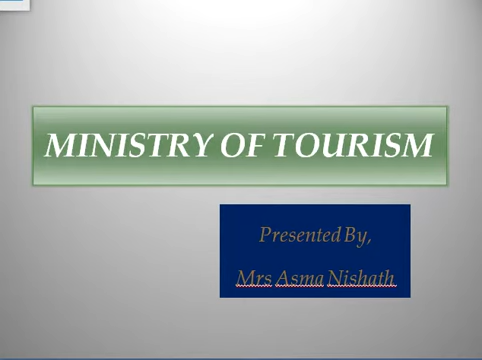 MINISTRY OF TOURISM
Presented By,
Mrs Asma Nishath